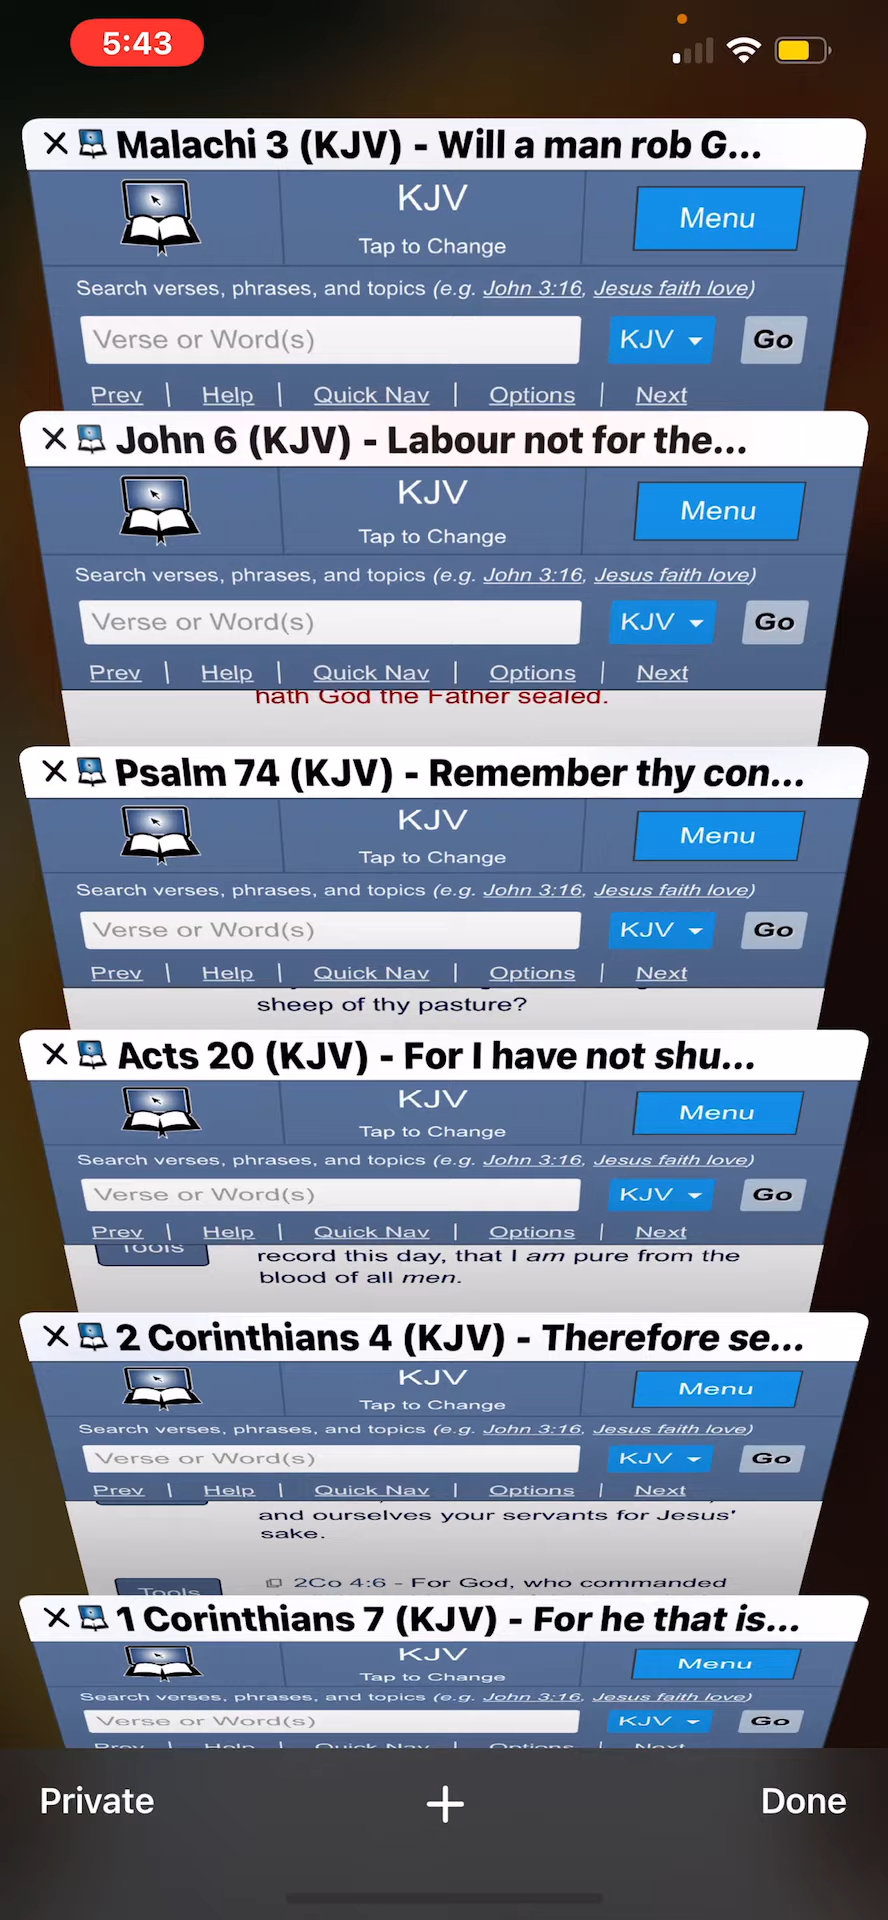 5:43
Malachi 3 (KJV) - Will a man rob G...
KJV
Tap to Change
Menu
Search verses, phrases, and topics (e.g. John 3:16, Jesus faith love)
Verse or Word(s)
KJV
Go
Prev | Help | Quick Nav | Options | Next
John 6 (KJV) - Labour not for the...
KJV
Tap to Change
Menu
Search verses, phrases, and topics (e.g. John 3:16, Jesus faith love)
Verse or Word(s)
KJV
Go
Prev | Help | Quick Nav | Options | Next
hath God the Father sealed.
Psalm 74 (KJV) - Remember thy con...
KJV
Tap to Change
Menu
Search verses, phrases, and topics (e.g. John 3:16, Jesus faith love)
Verse or Word(s)
KJV
Go
Prev | Help | Quick Nav | Options | Next
sheep of thy pasture?
Acts 20 (KJV) - For I have not shu...
KJV
Tap to Change
Menu
Search verses, phrases, and topics (e.g. John 3:16, Jesus faith love)
Verse or Word(s)
KJV
Go
Prev | Help | Quick Nav | Options | Next
Tools
record this day, that I am pure from the
blood of all men.
2 Corinthians 4 (KJV) - Therefore se...
KJV
Tap to Change
Menu
Search verses, phrases, and topics (e.g. John 3:16, Jesus faith love)
Verse or Word(s)
KJV
Go
Prev | Help | Quick Nav | Options | Next
and ourselves your servants for Jesus'
sake.
Tools
2Co 4:6 - For God, who commanded
1 Corinthians 7 (KJV) - For he that is...
KJV
Tap to Change
Menu
Search verses, phrases, and topics (e.g. John 3:16, Jesus faith love)
Verse or Word(s)
KJV
Go
Prev | Help | Quick Nav | Options | Next
Private
Done